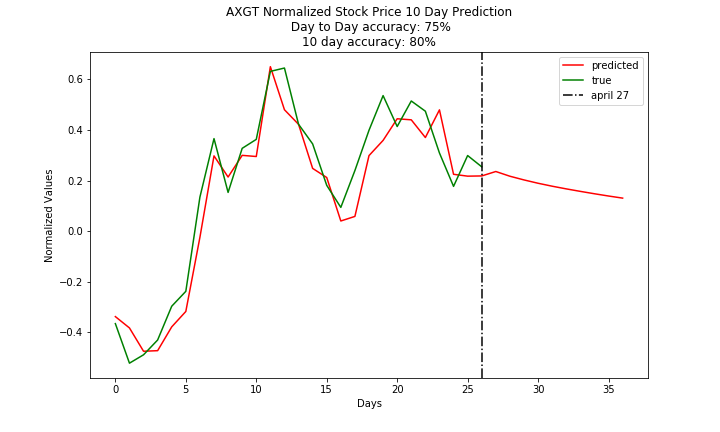 AXGT Normalized Stock Price 10 Day Prediction
Day to Day accuracy: 75%
10 day accuracy: 80%
predicted
true
april 27
Normalized Values
0.6
0.4
0.2
0.0
−0.2
−0.4
0 5 10 15 20 25 30 35
Days